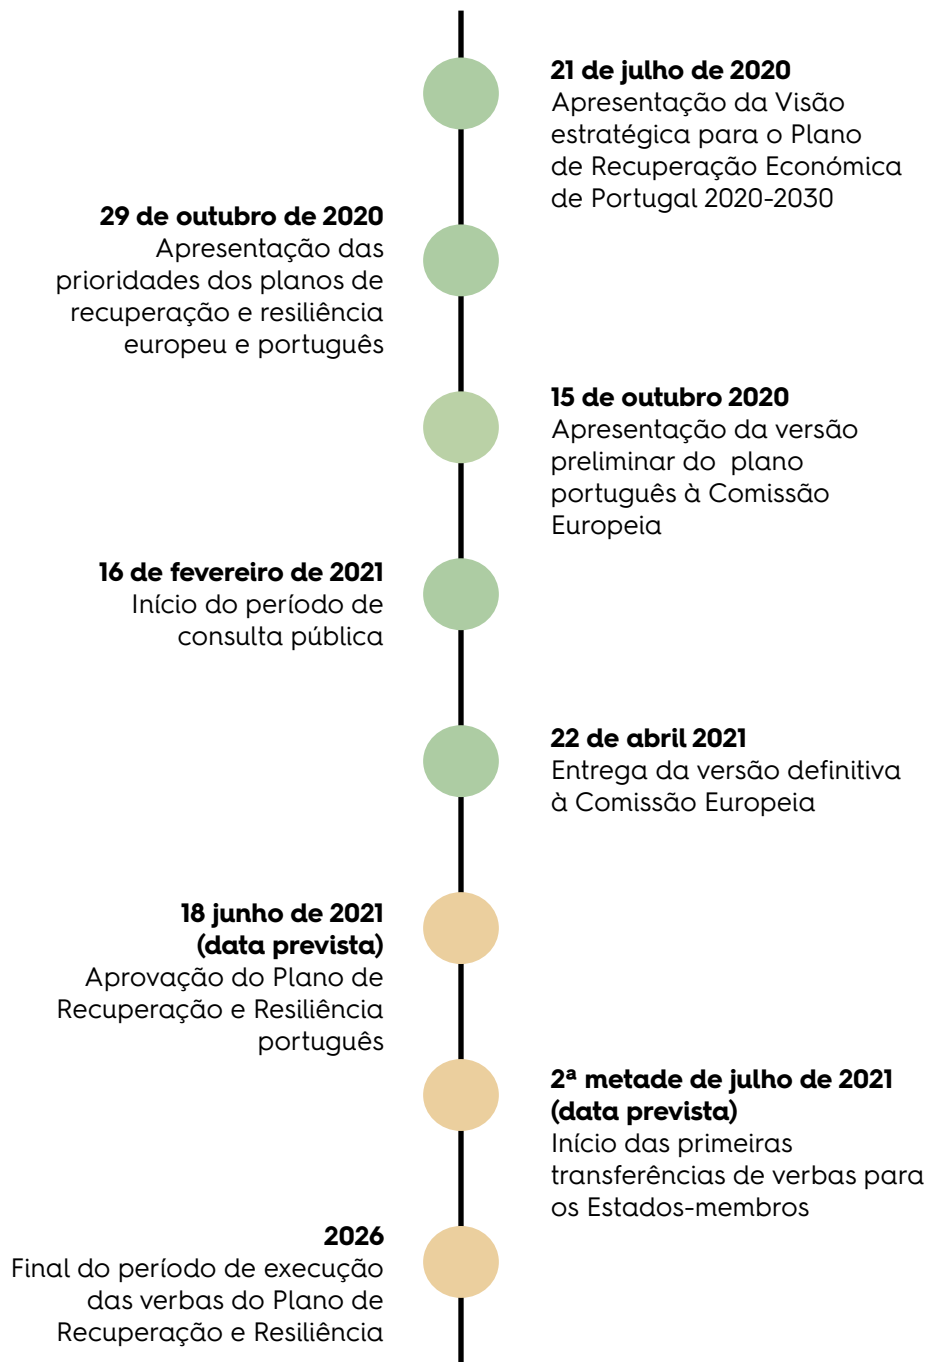 21 de julho de 2020
Apresentação da Visão
estratégica para o Plano
de Recuperação Económica
de Portugal 2020-2030
29 de outubro de 2020
Apresentação das
prioridades dos planos de
recuperação e resiliência
europeu e português
15 de outubro 2020
Apresentação da versão
preliminar do  plano
português à Comissão
Europeia
16 de fevereiro de 2021
Início do período de
consulta pública
22 de abril 2021
Entrega da versão definitiva
à Comissão Europeia
18 junho de 2021
(data prevista)
Aprovação do Plano de
Recuperação e Resiliência
português
2ª metade de julho de 2021
(data prevista)
Início das primeiras
transferências de verbas para
os Estados-membros
2026
Final do período de execução
das verbas do Plano de
Recuperação e Resiliência